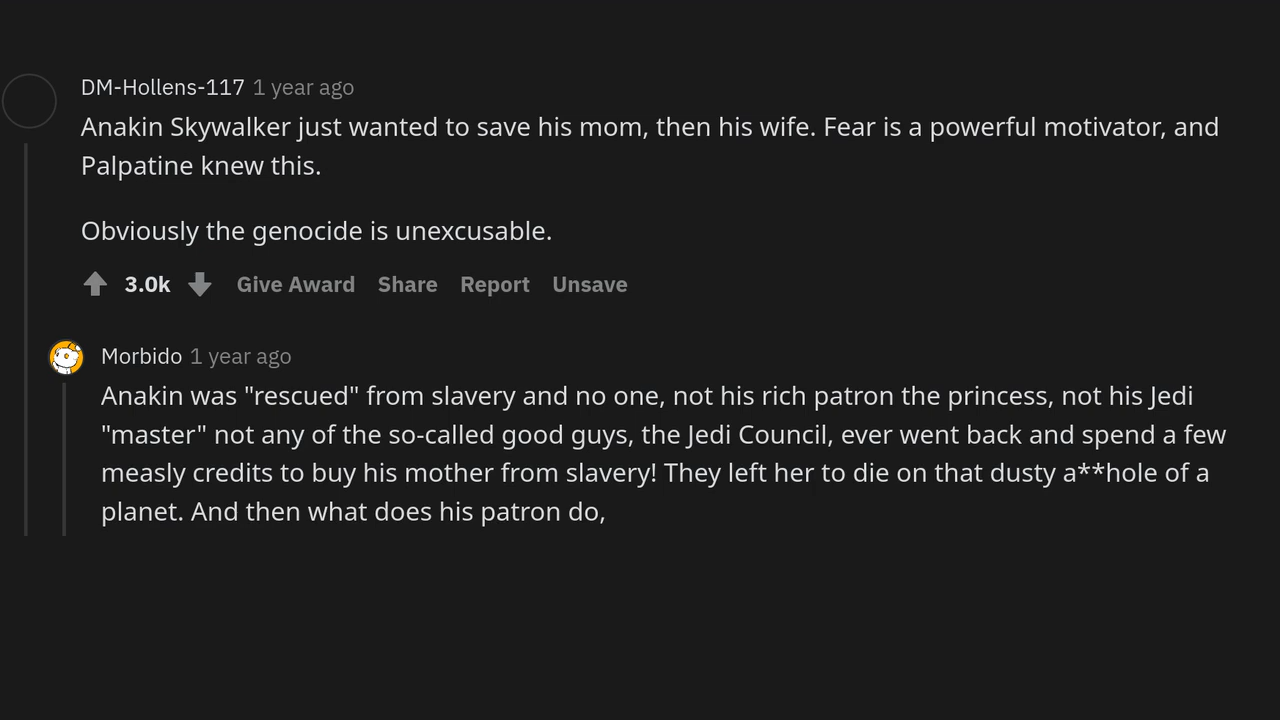 DM-Hollens-117 1 year ago
Anakin Skywalker just wanted to save his mom, then his wife. Fear is a powerful motivator, and
Palpatine knew this.
Obviously the genocide is unexcusable.
3.0k Give Award Share Report Unsave
Morbido 1 year ago
Anakin was "rescued" from slavery and no one, not his rich patron the princess, not his Jedi
"master" not any of the so-called good guys, the Jedi Council, ever went back and spend a few
measly credits to buy his mother from slavery! They left her to die on that dusty a**hole of a
planet. And then what does his patron do,